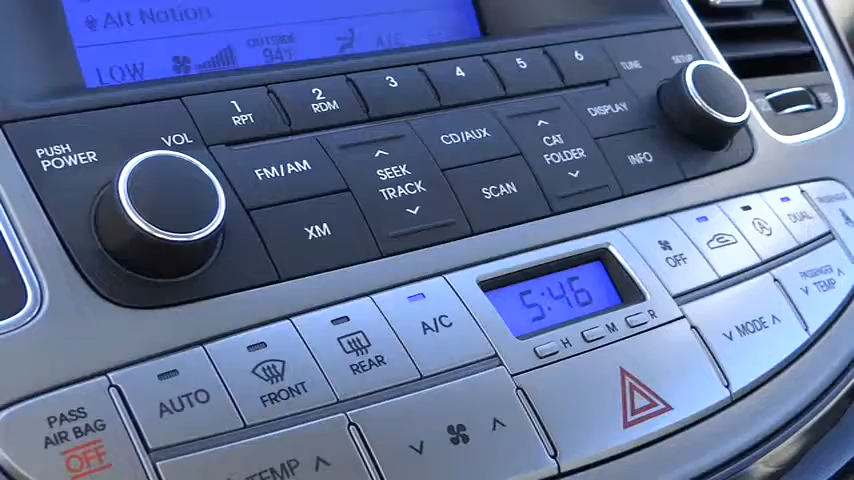 Alt Nation
LOW
OUTSIDE
94°F
A/C
PUSH
POWER
VOL
1
RPT
2
RDM
3
4
5
6
TUNE
SETUP
FM/AM
SEEK
TRACK
CD/AUX
CAT
FOLDER
DISPLAY
XM
SCAN
INFO
5:46
H
M
R
OFF
A
DUAL
PASSENGER
AUTO
FRONT
REAR
A/C
MODE
PASSENGER
TEMP
PASS
AIR BAG
OFF
TEMP